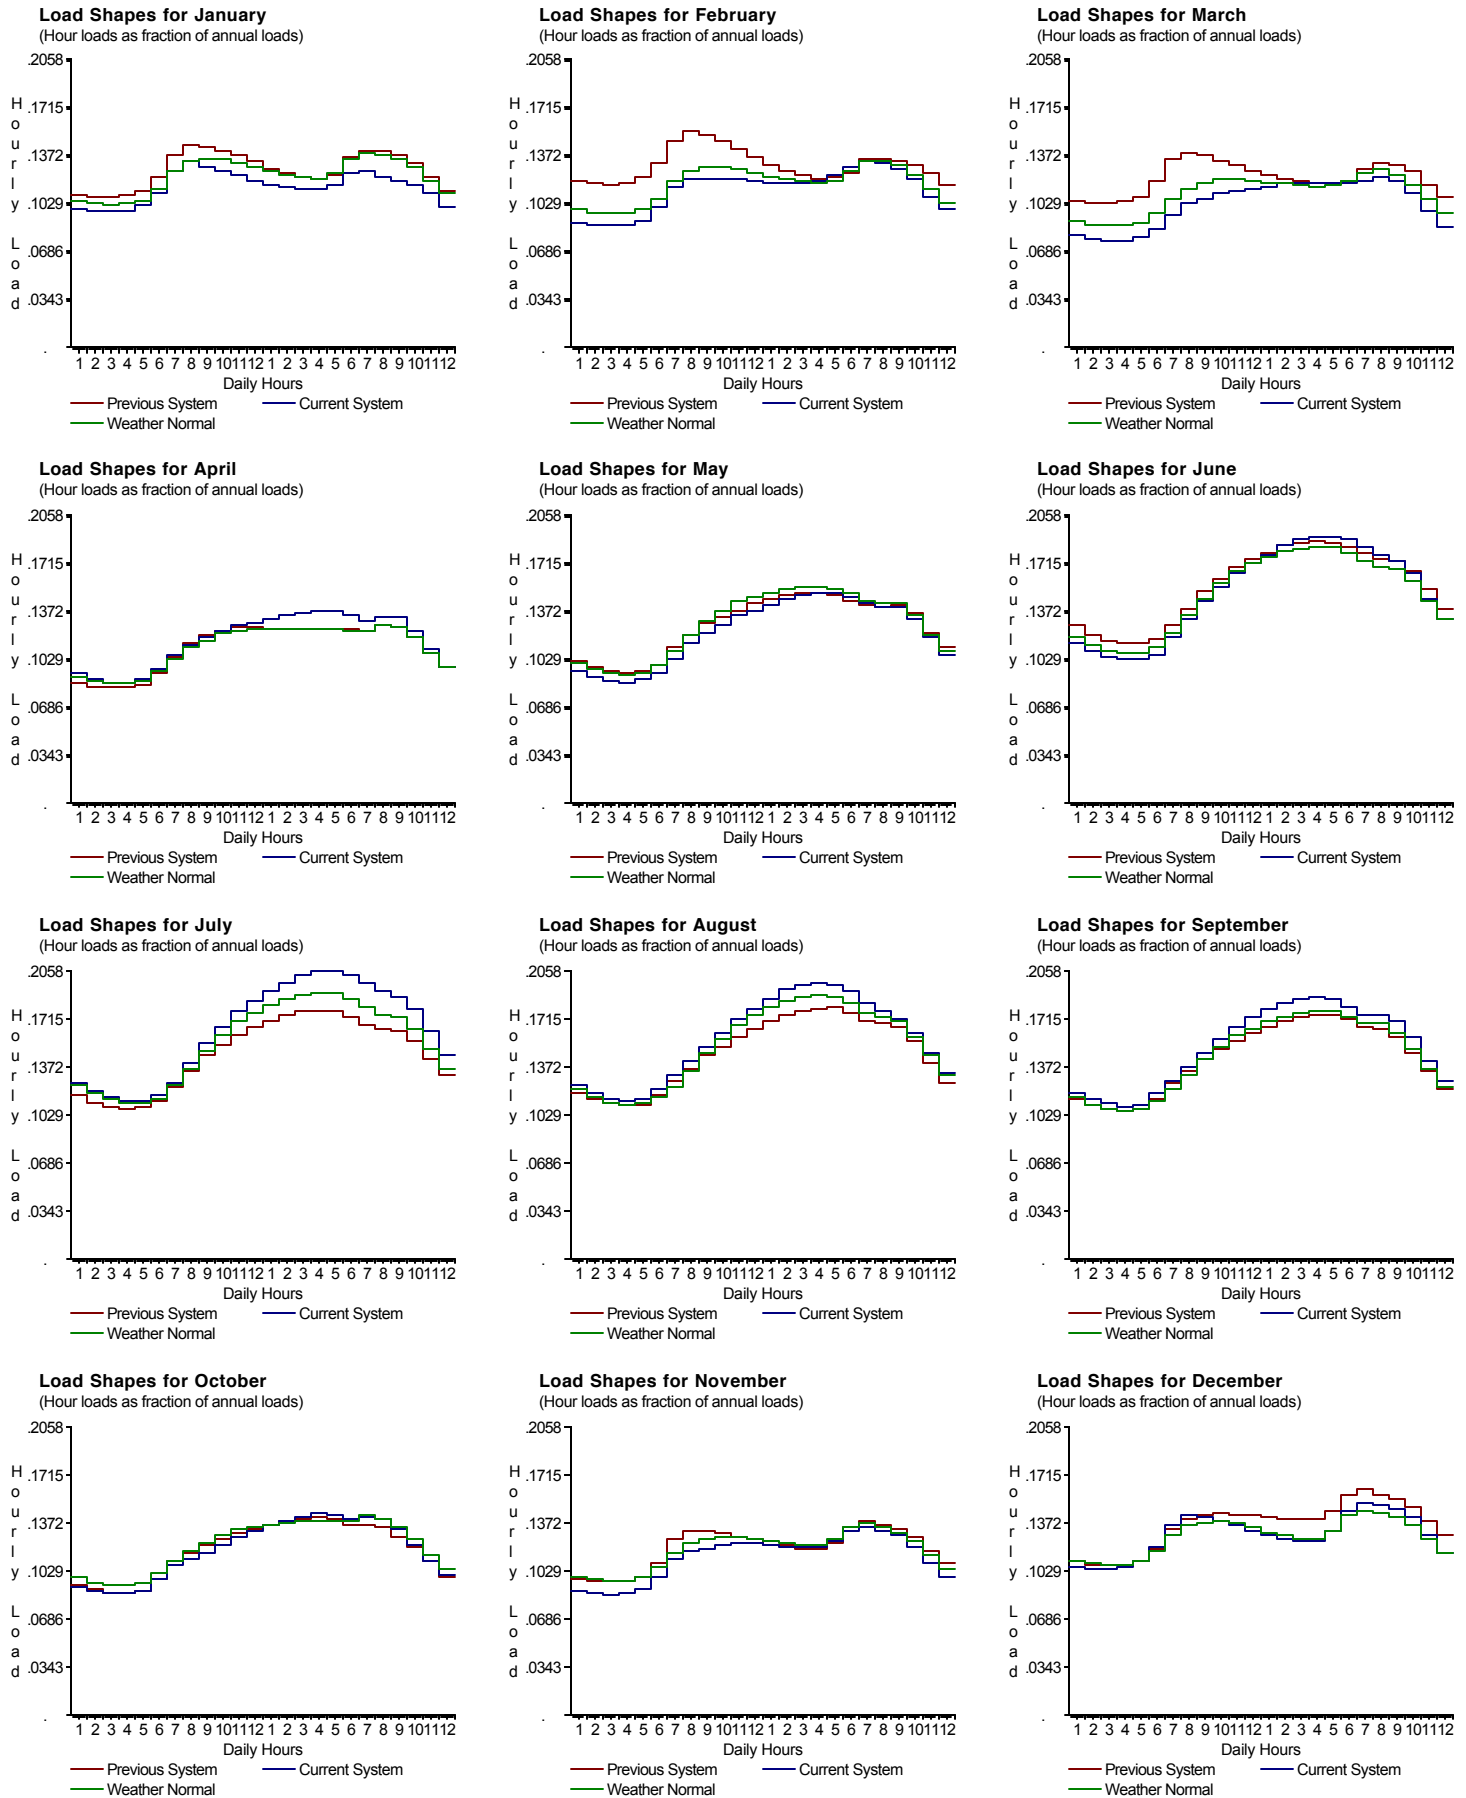 Load Shapes for January
(Hour loads as fraction of annual loads)
Hourly Load
.2058
.1715
.1372
.1029
.0686
.0343
.
1 2 3 4 5 6 7 8 9 10 11 12 1 2 3 4 5 6 7 8 9 10 11 12
Daily Hours
Previous System Current System
Weather Normal
Load Shapes for February
(Hour loads as fraction of annual loads)
Hourly Load
.2058
.1715
.1372
.1029
.0686
.0343
.
1 2 3 4 5 6 7 8 9 10 11 12 1 2 3 4 5 6 7 8 9 10 11 12
Daily Hours
Previous System Current System
Weather Normal
Load Shapes for March
(Hour loads as fraction of annual loads)
Hourly Load
.2058
.1715
.1372
.1029
.0686
.0343
.
1 2 3 4 5 6 7 8 9 10 11 12 1 2 3 4 5 6 7 8 9 10 11 12
Daily Hours
Previous System Current System
Weather Normal
Load Shapes for April
(Hour loads as fraction of annual loads)
Hourly Load
.2058
.1715
.1372
.1029
.0686
.0343
.
1 2 3 4 5 6 7 8 9 10 11 12 1 2 3 4 5 6 7 8 9 10 11 12
Daily Hours
Previous System Current System
Weather Normal
Load Shapes for May
(Hour loads as fraction of annual loads)
Hourly Load
.2058
.1715
.1372
.1029
.0686
.0343
.
1 2 3 4 5 6 7 8 9 10 11 12 1 2 3 4 5 6 7 8 9 10 11 12
Daily Hours
Previous System Current System
Weather Normal
Load Shapes for June
(Hour loads as fraction of annual loads)
Hourly Load
.2058
.1715
.1372
.1029
.0686
.0343
.
1 2 3 4 5 6 7 8 9 10 11 12 1 2 3 4 5 6 7 8 9 10 11 12
Daily Hours
Previous System Current System
Weather Normal
Load Shapes for July
(Hour loads as fraction of annual loads)
Hourly Load
.2058
.1715
.1372
.1029
.0686
.0343
.
1 2 3 4 5 6 7 8 9 10 11 12 1 2 3 4 5 6 7 8 9 10 11 12
Daily Hours
Previous System Current System
Weather Normal
Load Shapes for August
(Hour loads as fraction of annual loads)
Hourly Load
.2058
.1715
.1372
.1029
.0686
.0343
.
1 2 3 4 5 6 7 8 9 10 11 12 1 2 3 4 5 6 7 8 9 10 11 12
Daily Hours
Previous System Current System
Weather Normal
Load Shapes for September
(Hour loads as fraction of annual loads)
Hourly Load
.2058
.1715
.1372
.1029
.0686
.0343
.
1 2 3 4 5 6 7 8 9 10 11 12 1 2 3 4 5 6 7 8 9 10 11 12
Daily Hours
Previous System Current System
Weather Normal
Load Shapes for October
(Hour loads as fraction of annual loads)
Hourly Load
.2058
.1715
.1372
.1029
.0686
.0343
.
1 2 3 4 5 6 7 8 9 10 11 12 1 2 3 4 5 6 7 8 9 10 11 12
Daily Hours
Previous System Current System
Weather Normal
Load Shapes for November
(Hour loads as fraction of annual loads)
Hourly Load
.2058
.1715
.1372
.1029
.0686
.0343
.
1 2 3 4 5 6 7 8 9 10 11 12 1 2 3 4 5 6 7 8 9 10 11 12
Daily Hours
Previous System Current System
Weather Normal
Load Shapes for December
(Hour loads as fraction of annual loads)
Hourly Load
.2058
.1715
.1372
.1029
.0686
.0343
.
1 2 3 4 5 6 7 8 9 10 11 12 1 2 3 4 5 6 7 8 9 10 11 12
Daily Hours
Previous System Current System
Weather Normal